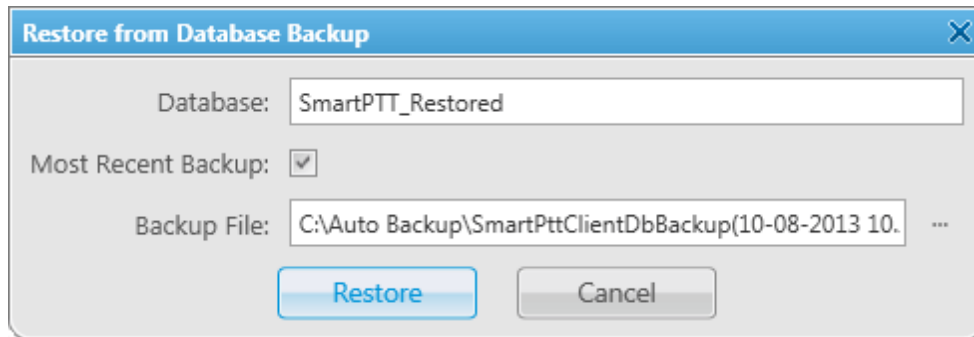 Restore from Database Backup
Database: SmartPTT_Restored
Most Recent Backup:
Backup File: C:\Auto Backup\SmartPttClientDbBackup(10-08-2013 10. ...
Restore Cancel